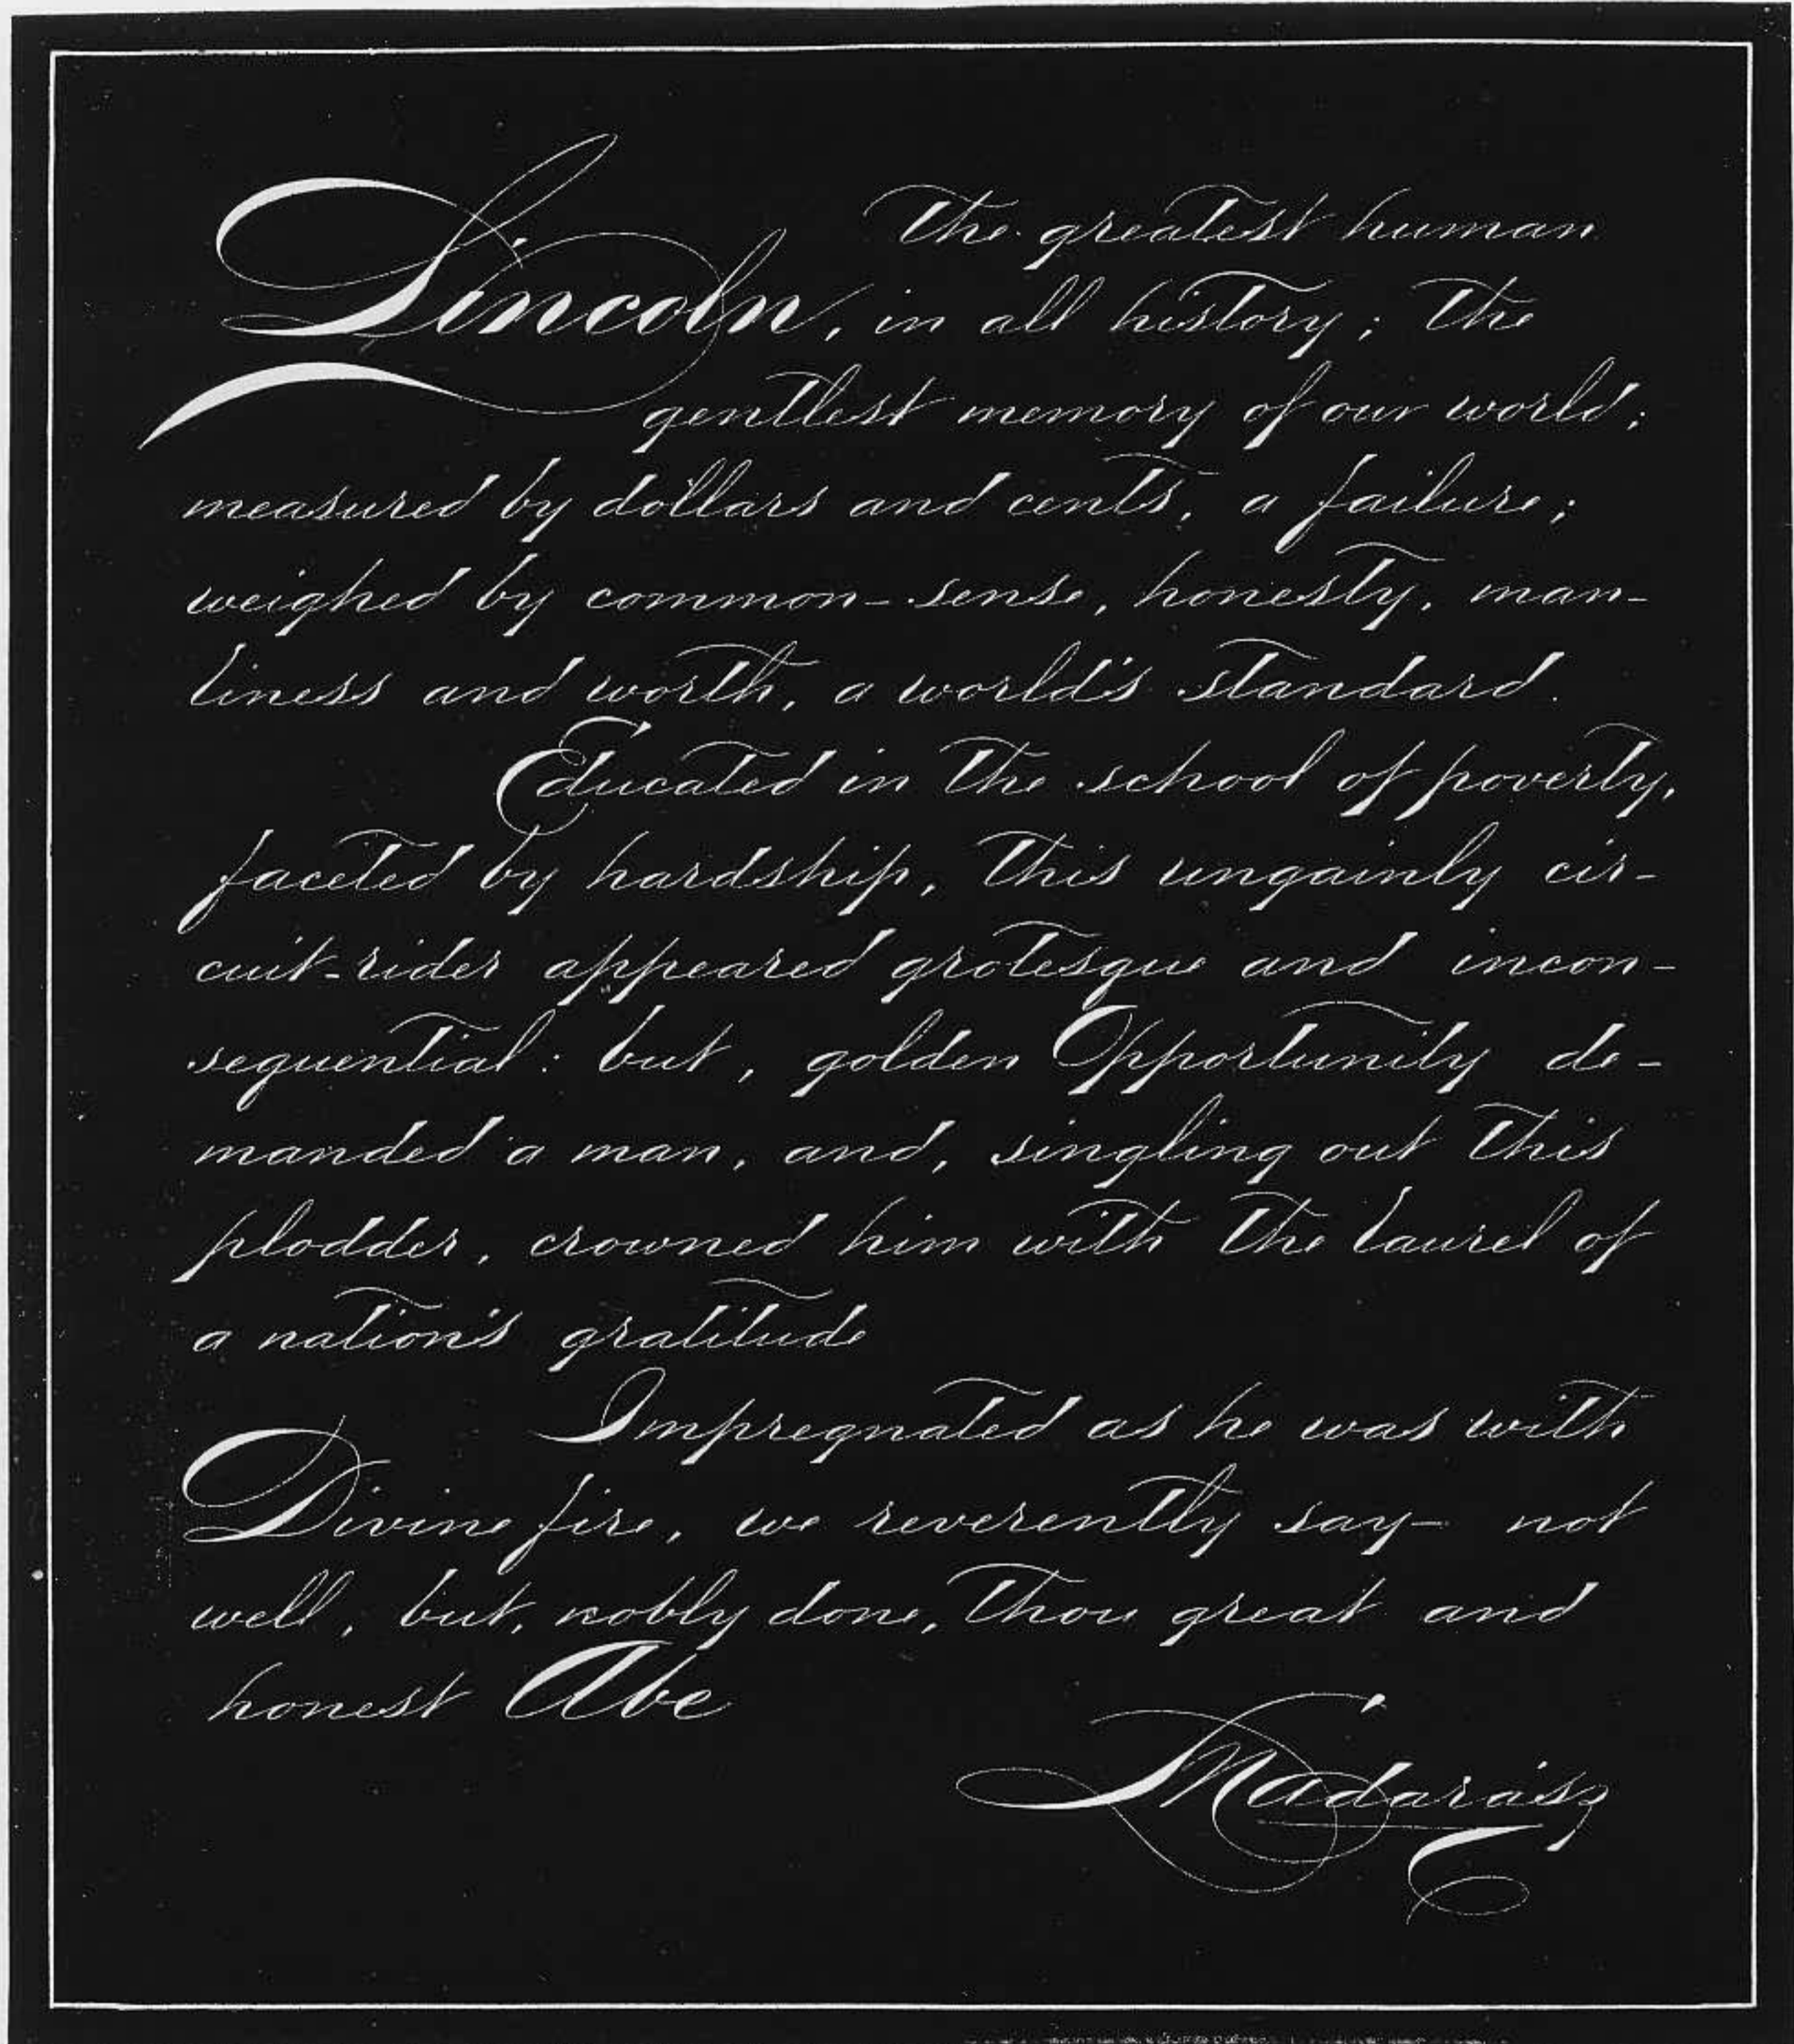 The greatest human
Lincoln, in all history; the
gentlest memory of our world;
measured by dollars and cents, a failure;
weighed by common-sense, honesty, man-
liness and worth, a world's standard.
Educated in the school of poverty,
faceted by hardship, this ungainly cir-
cuit-rider appeared grotesque and incon-
sequential: but, golden Opportunity de-
manded a man, and, singling out this
plodder, crowned him with the laurel of
a nation's gratitude
Impregnated as he was with
Divine fire, we reverently say- not
well, but, nobly done, Thou great and
honest Abe
L Madarász